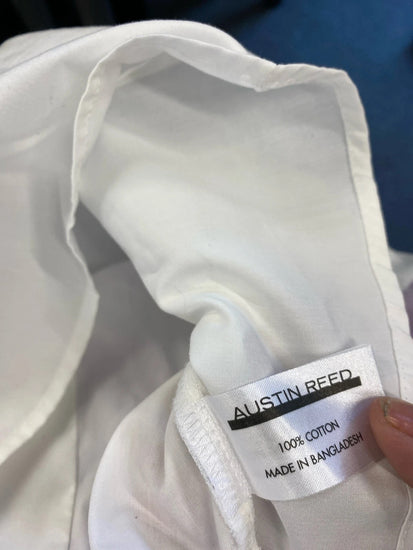 AUSTIN REED
100% COTTON
MADE IN BANGLADESH